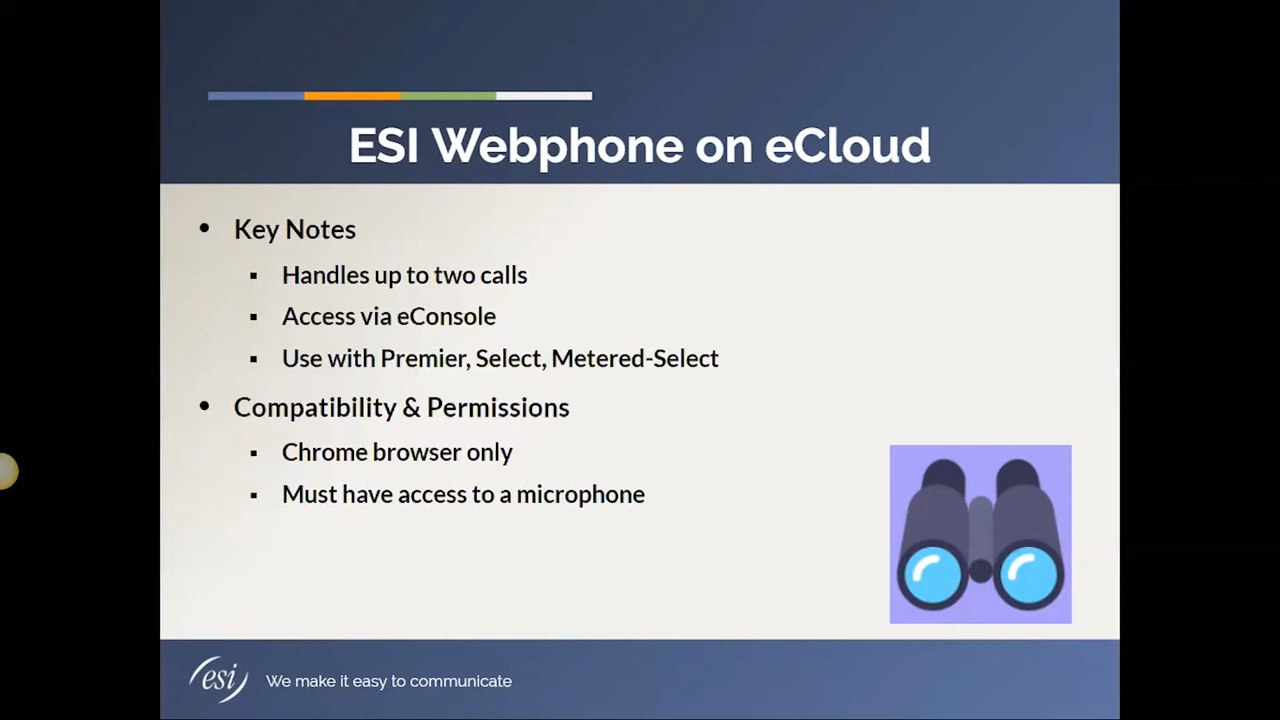 ESI Webphone on eCloud
• Key Notes
▪ Handles up to two calls
▪ Access via eConsole
▪ Use with Premier, Select, Metered-Select
• Compatibility & Permissions
▪ Chrome browser only
▪ Must have access to a microphone
esi We make it easy to communicate